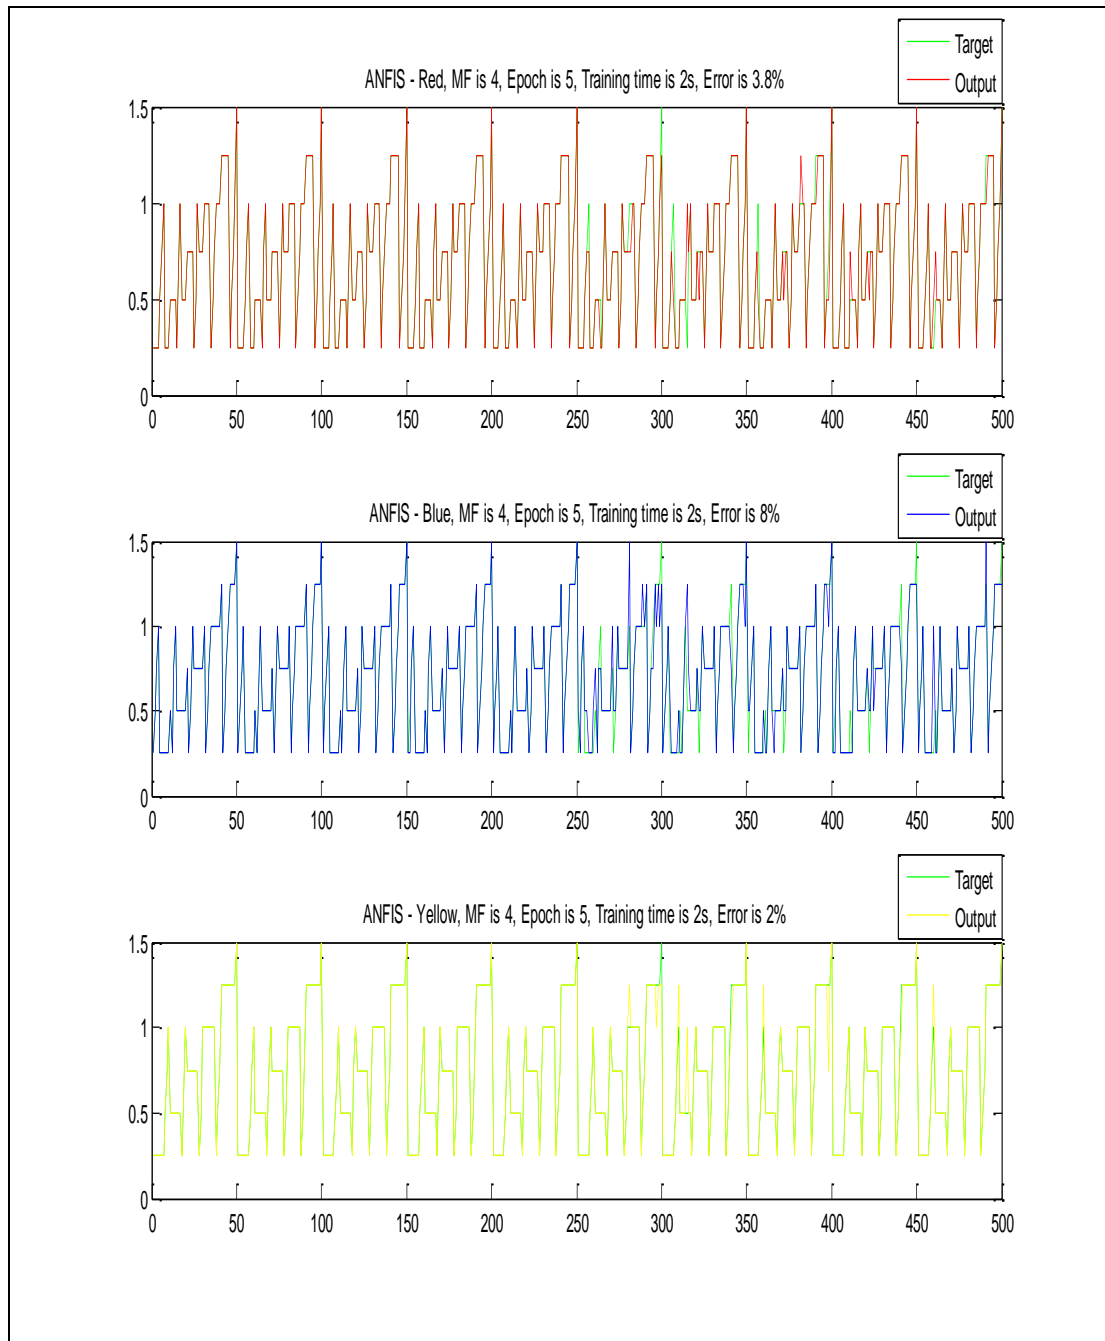 Target
Output
ANFIS - Red, MF is 4, Epoch is 5, Training time is 2s, Error is 3.8%
1.5
1
0.5
0
0 50 100 150 200 250 300 350 400 450 500
Target
Output
ANFIS - Blue, MF is 4, Epoch is 5, Training time is 2s, Error is 8%
1.5
1
0.5
0
0 50 100 150 200 250 300 350 400 450 500
Target
Output
ANFIS - Yellow, MF is 4, Epoch is 5, Training time is 2s, Error is 2%
1.5
1
0.5
0
0 50 100 150 200 250 300 350 400 450 500